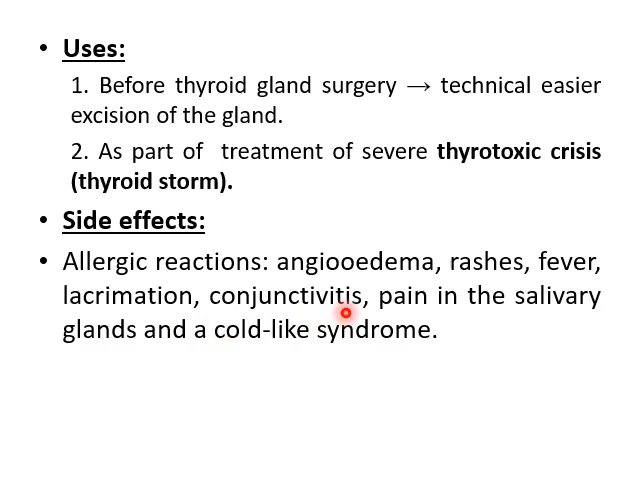 • Uses:
1. Before thyroid gland surgery → technical easier
excision of the gland.
2. As part of treatment of severe thyrotoxic crisis
(thyroid storm).
• Side effects:
• Allergic reactions: angiooedema, rashes, fever,
lacrimation, conjunctivitis, pain in the salivary
glands and a cold-like syndrome.